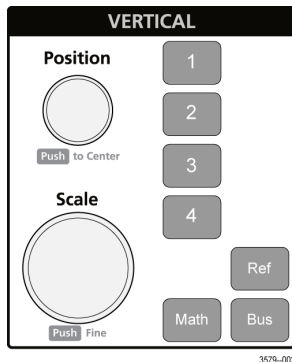 VERTICAL
Position
Push to Center
Scale
Push Fine
1
2
3
4
Ref
Math Bus